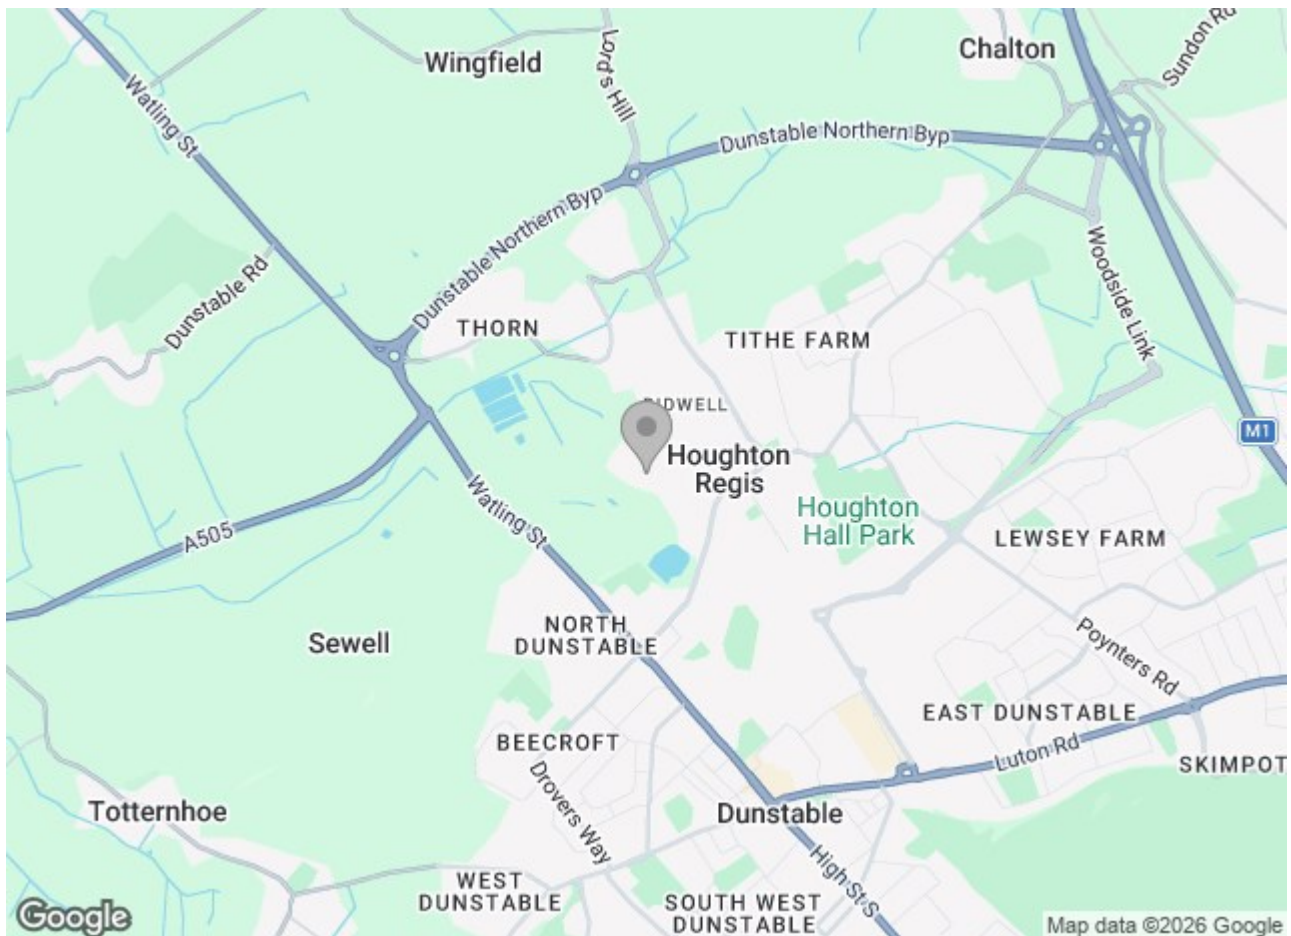 Wingfield
Lord's Hill
Chalton
Sundon Rd
Watling St
Dunstable Northern Byp
Dunstable Northern Byp
Woodside Link
Dunstable Rd
THORN
TITHE FARM
M1
Houghton
Regis
Houghton
Hall Park
Watling St
A505
LEWSEY FARM
NORTH
DUNSTABLE
Sewell
Poynters Rd
EAST DUNSTABLE
BEECROFT
Luton Rd
SKIMPOT
Drovers Way
Totternhoe
Dunstable
High St S
WEST
DUNSTABLE
SOUTH WEST
DUNSTABLE
Google
Map data ©2026 Google